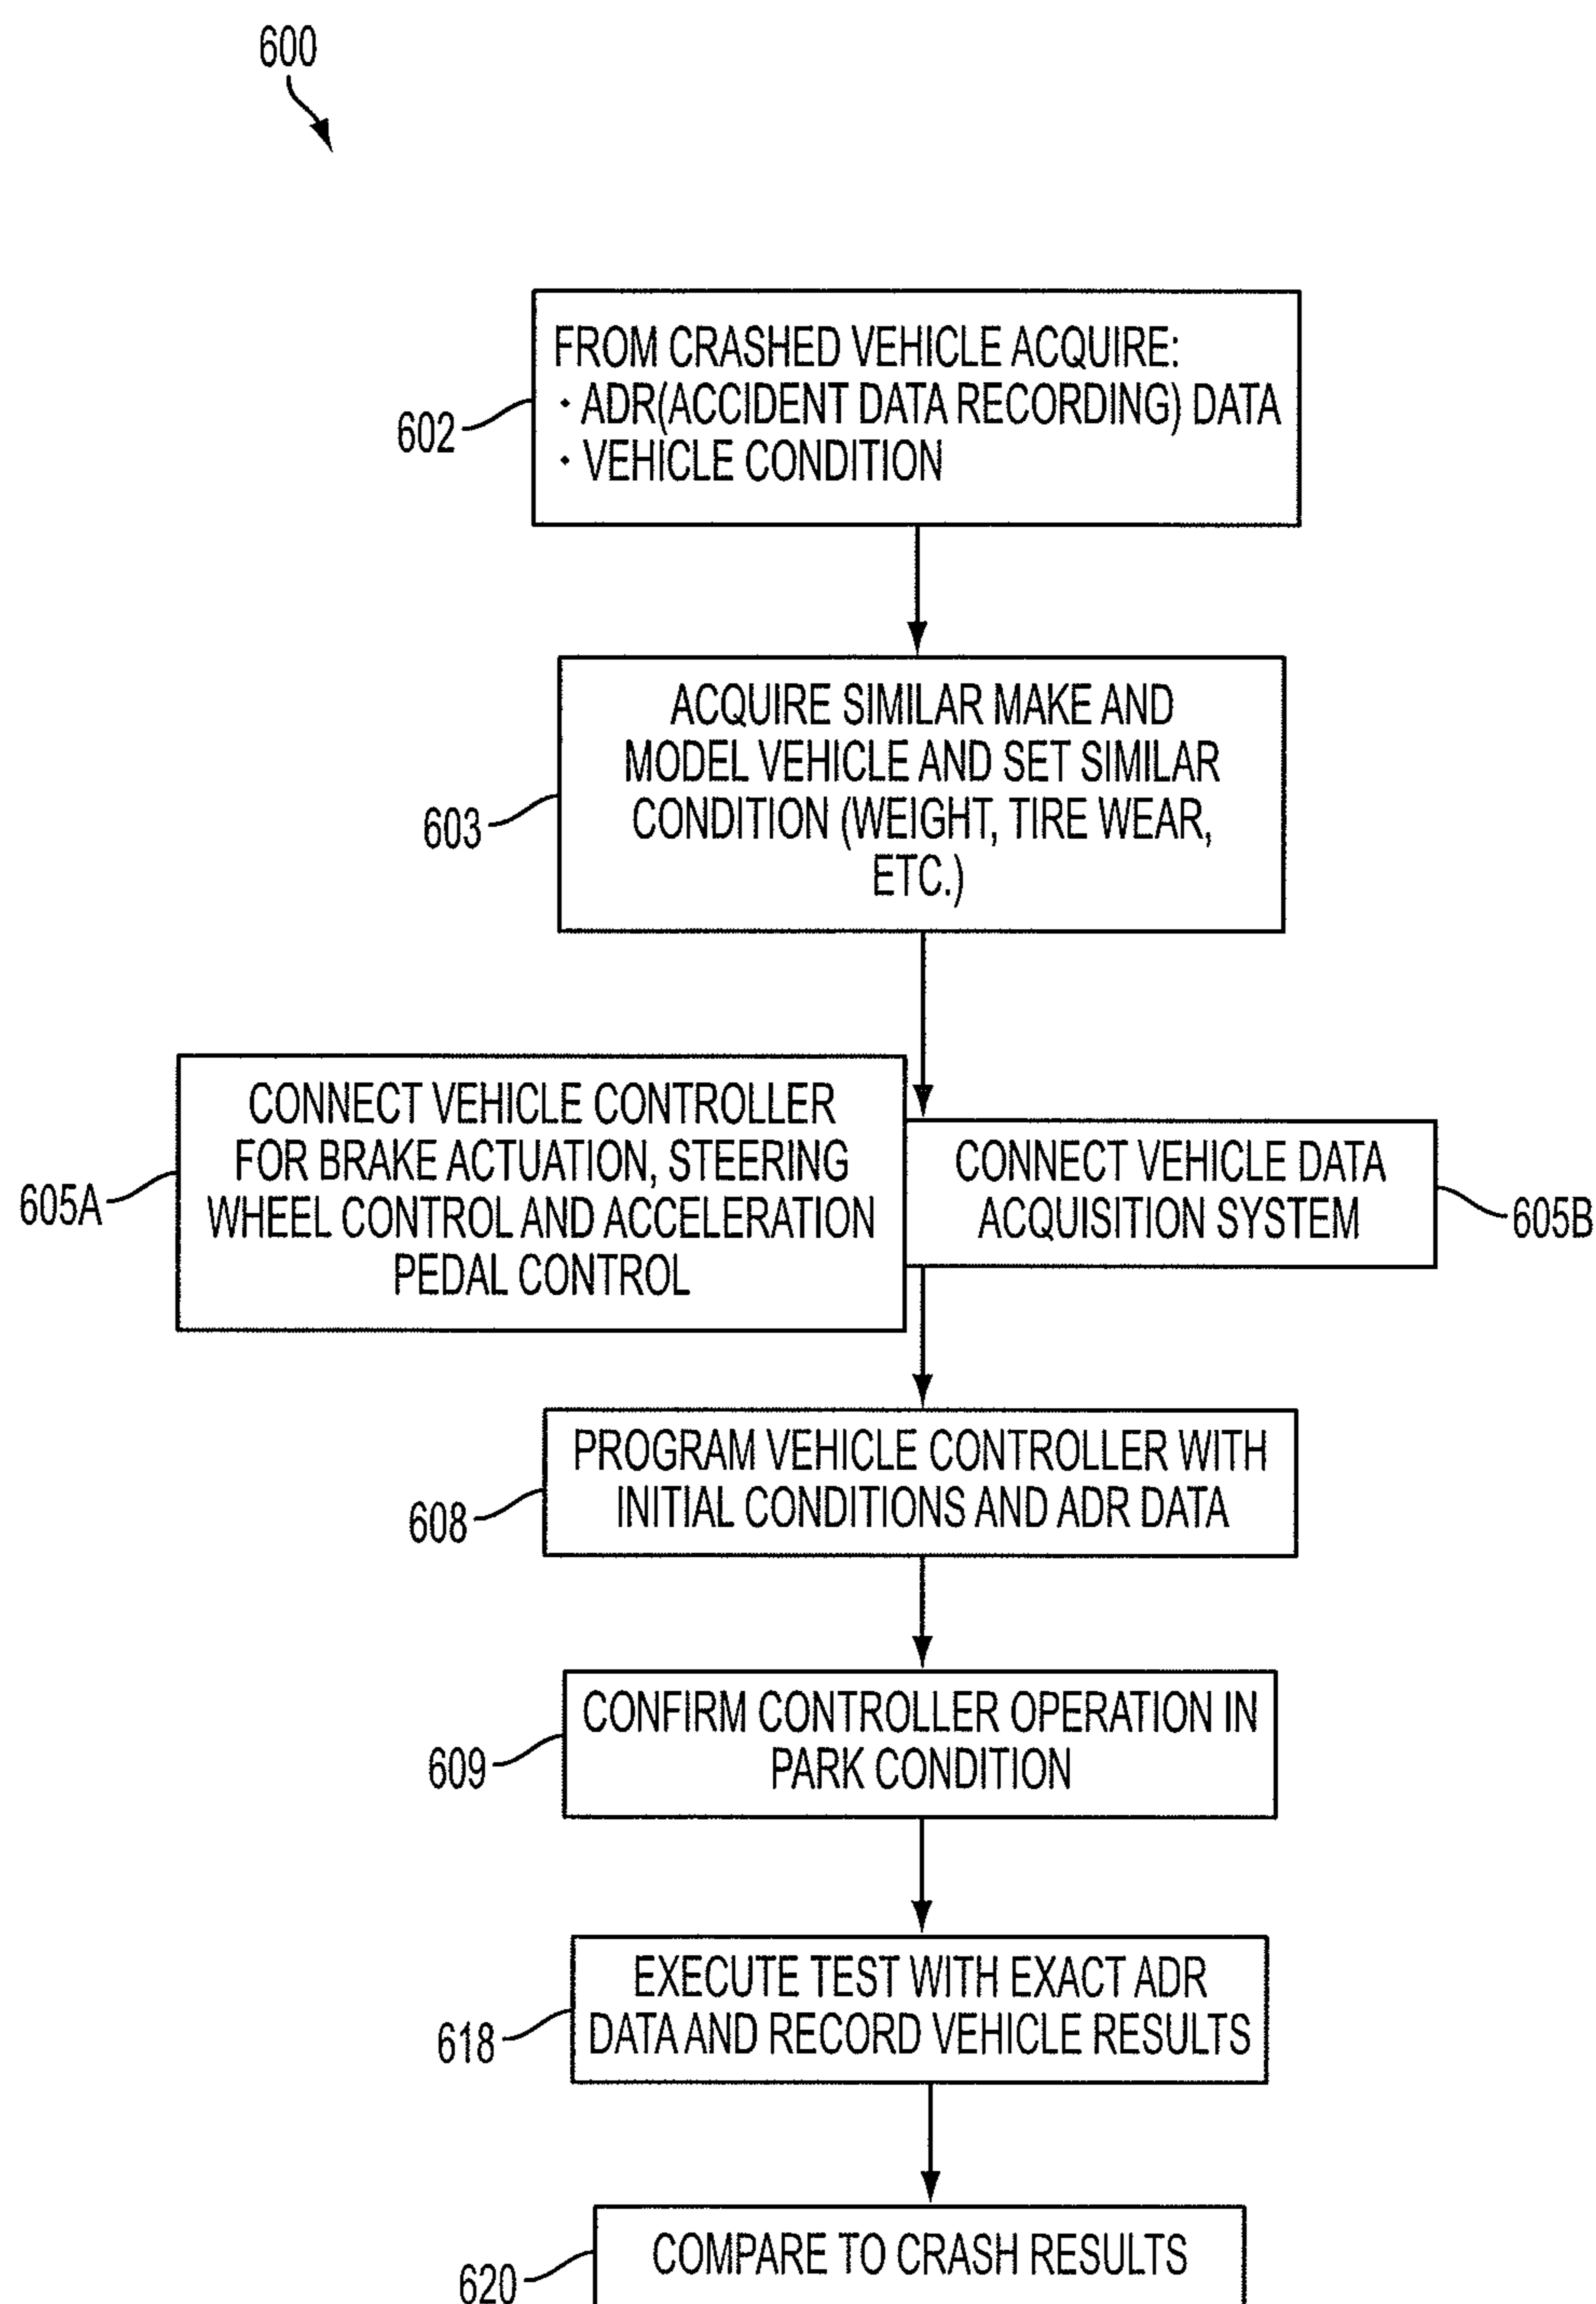 600
FROM CRASHED VEHICLE ACQUIRE:
· ADR(ACCIDENT DATA RECORDING) DATA
· VEHICLE CONDITION
602
ACQUIRE SIMILAR MAKE AND
MODEL VEHICLE AND SET SIMILAR
CONDITION (WEIGHT, TIRE WEAR,
ETC.)
603
CONNECT VEHICLE CONTROLLER
FOR BRAKE ACTUATION, STEERING
WHEEL CONTROL AND ACCELERATION
PEDAL CONTROL
605A
CONNECT VEHICLE DATA
ACQUISITION SYSTEM
605B
PROGRAM VEHICLE CONTROLLER WITH
INITIAL CONDITIONS AND ADR DATA
608
CONFIRM CONTROLLER OPERATION IN
PARK CONDITION
609
EXECUTE TEST WITH EXACT ADR
DATA AND RECORD VEHICLE RESULTS
618
COMPARE TO CRASH RESULTS
620